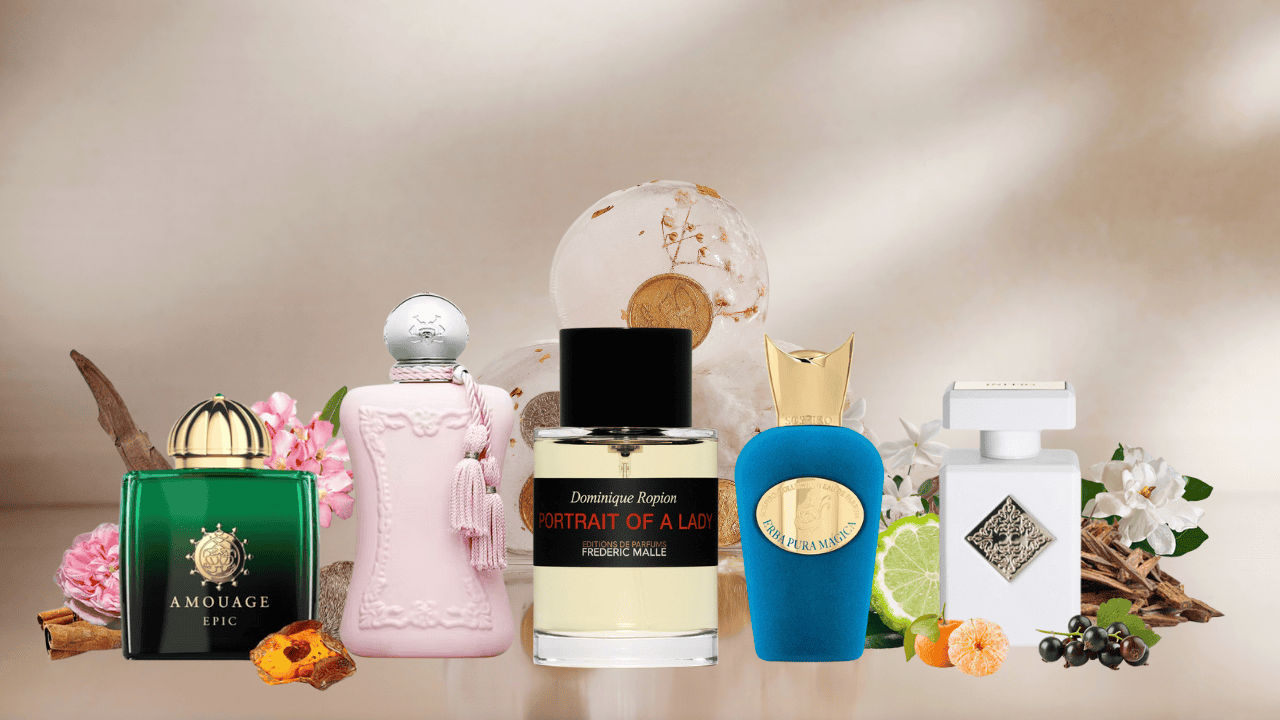 AMOUAGE
EPIC
Dominique Ropion
PORTRAIT OF A LADY
EDITIONS DE PARFUMS
FREDERIC MALLE
ERBA PURA MAGICA